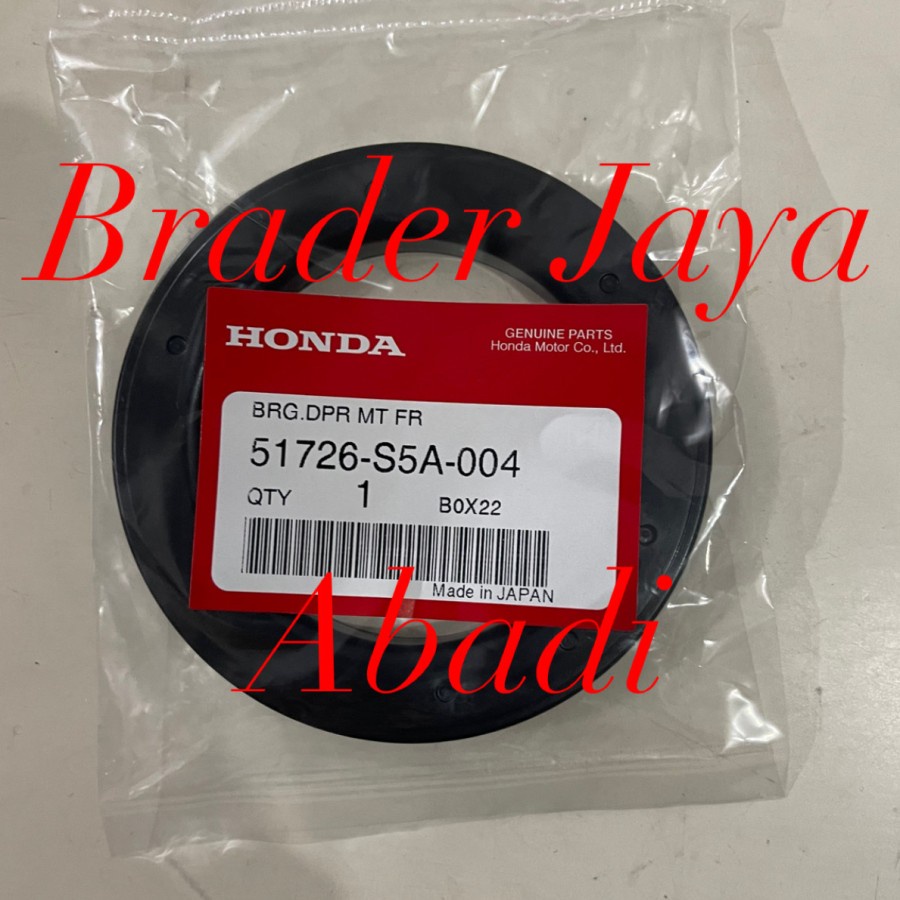 Brader Jaya
HONDA
GENUINE PARTS
Honda Motor Co., Ltd.
BRG.DPR MT FR
51726-S5A-004
QTY 1 B0X22
Made in JAPAN
Abadi